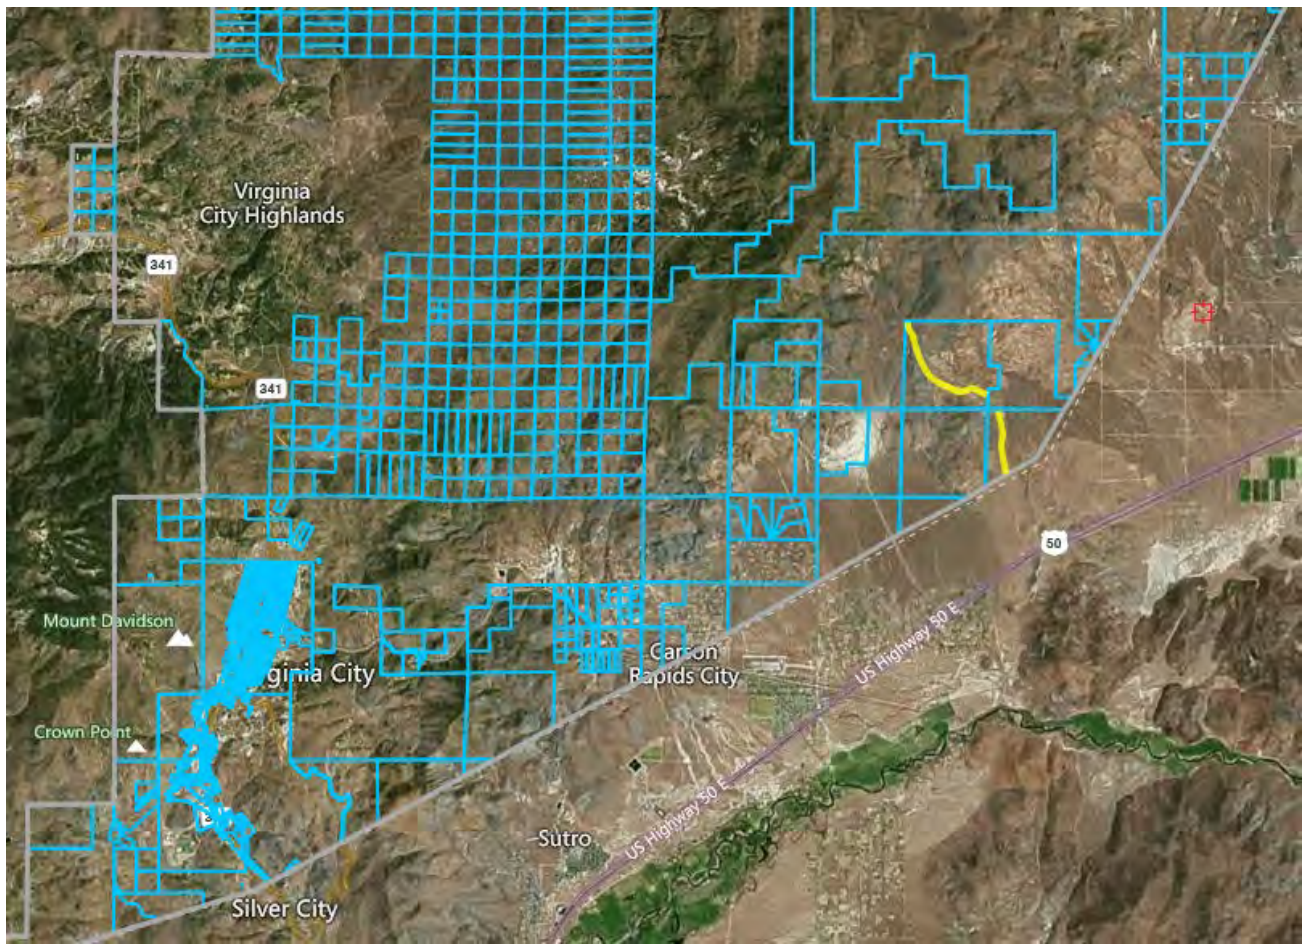 Virginia
City Highlands
341
341
50
Mount Davidson
Virginia City
Carson
Rapids City
US Highway 50 E
Crown Point
Sutro
US Highway 50 E
Silver City